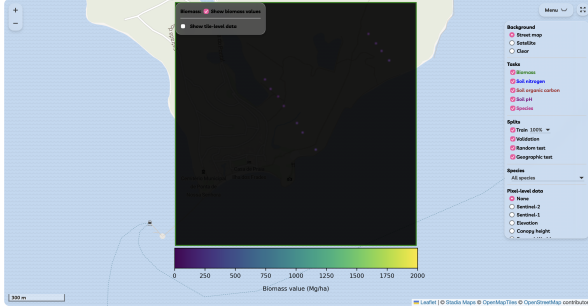 +
−
Biomass: Show biomass values
Show tile-level data
Menu
Background
Street map
Satellite
Clear
Tasks
Biomass
Soil nitrogen
Soil organic carbon
Soil pH
Species
Splits
Train 100%
Validation
Random test
Geographic test
Species
All species
Pixel-level data
None
Sentinel-2
Sentinel-1
Elevation
Canopy height
0 250 500 750 1000 1250 1500 1750 2000
Biomass value (Mg/ha)
300 m
Leaflet | © Stadia Maps © OpenMapTiles © OpenStreetMap contribute